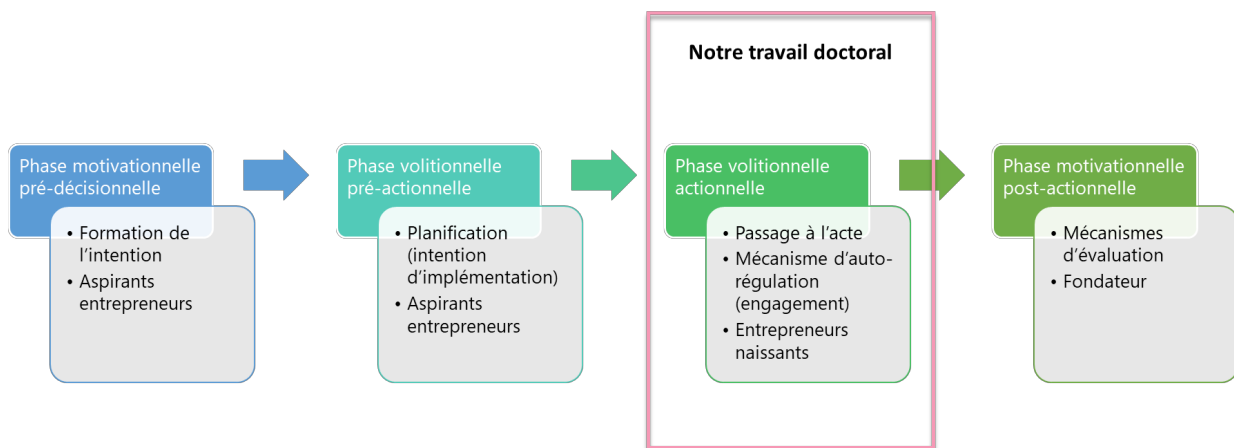 Notre travail doctoral
Phase motivationnelle
pré-décisionnelle
• Formation de
l'intention
• Aspirants
entrepreneurs
Phase volitionnelle
pré-actionnelle
• Planification
(intention
d'implémentation)
• Aspirants
entrepreneurs
Phase volitionnelle
actionnelle
• Passage à l'acte
• Mécanisme d'auto-
régulation
(engagement)
• Entrepreneurs
naissants
Phase motivationnelle
post-actionnelle
• Mécanismes
d'évaluation
• Fondateur